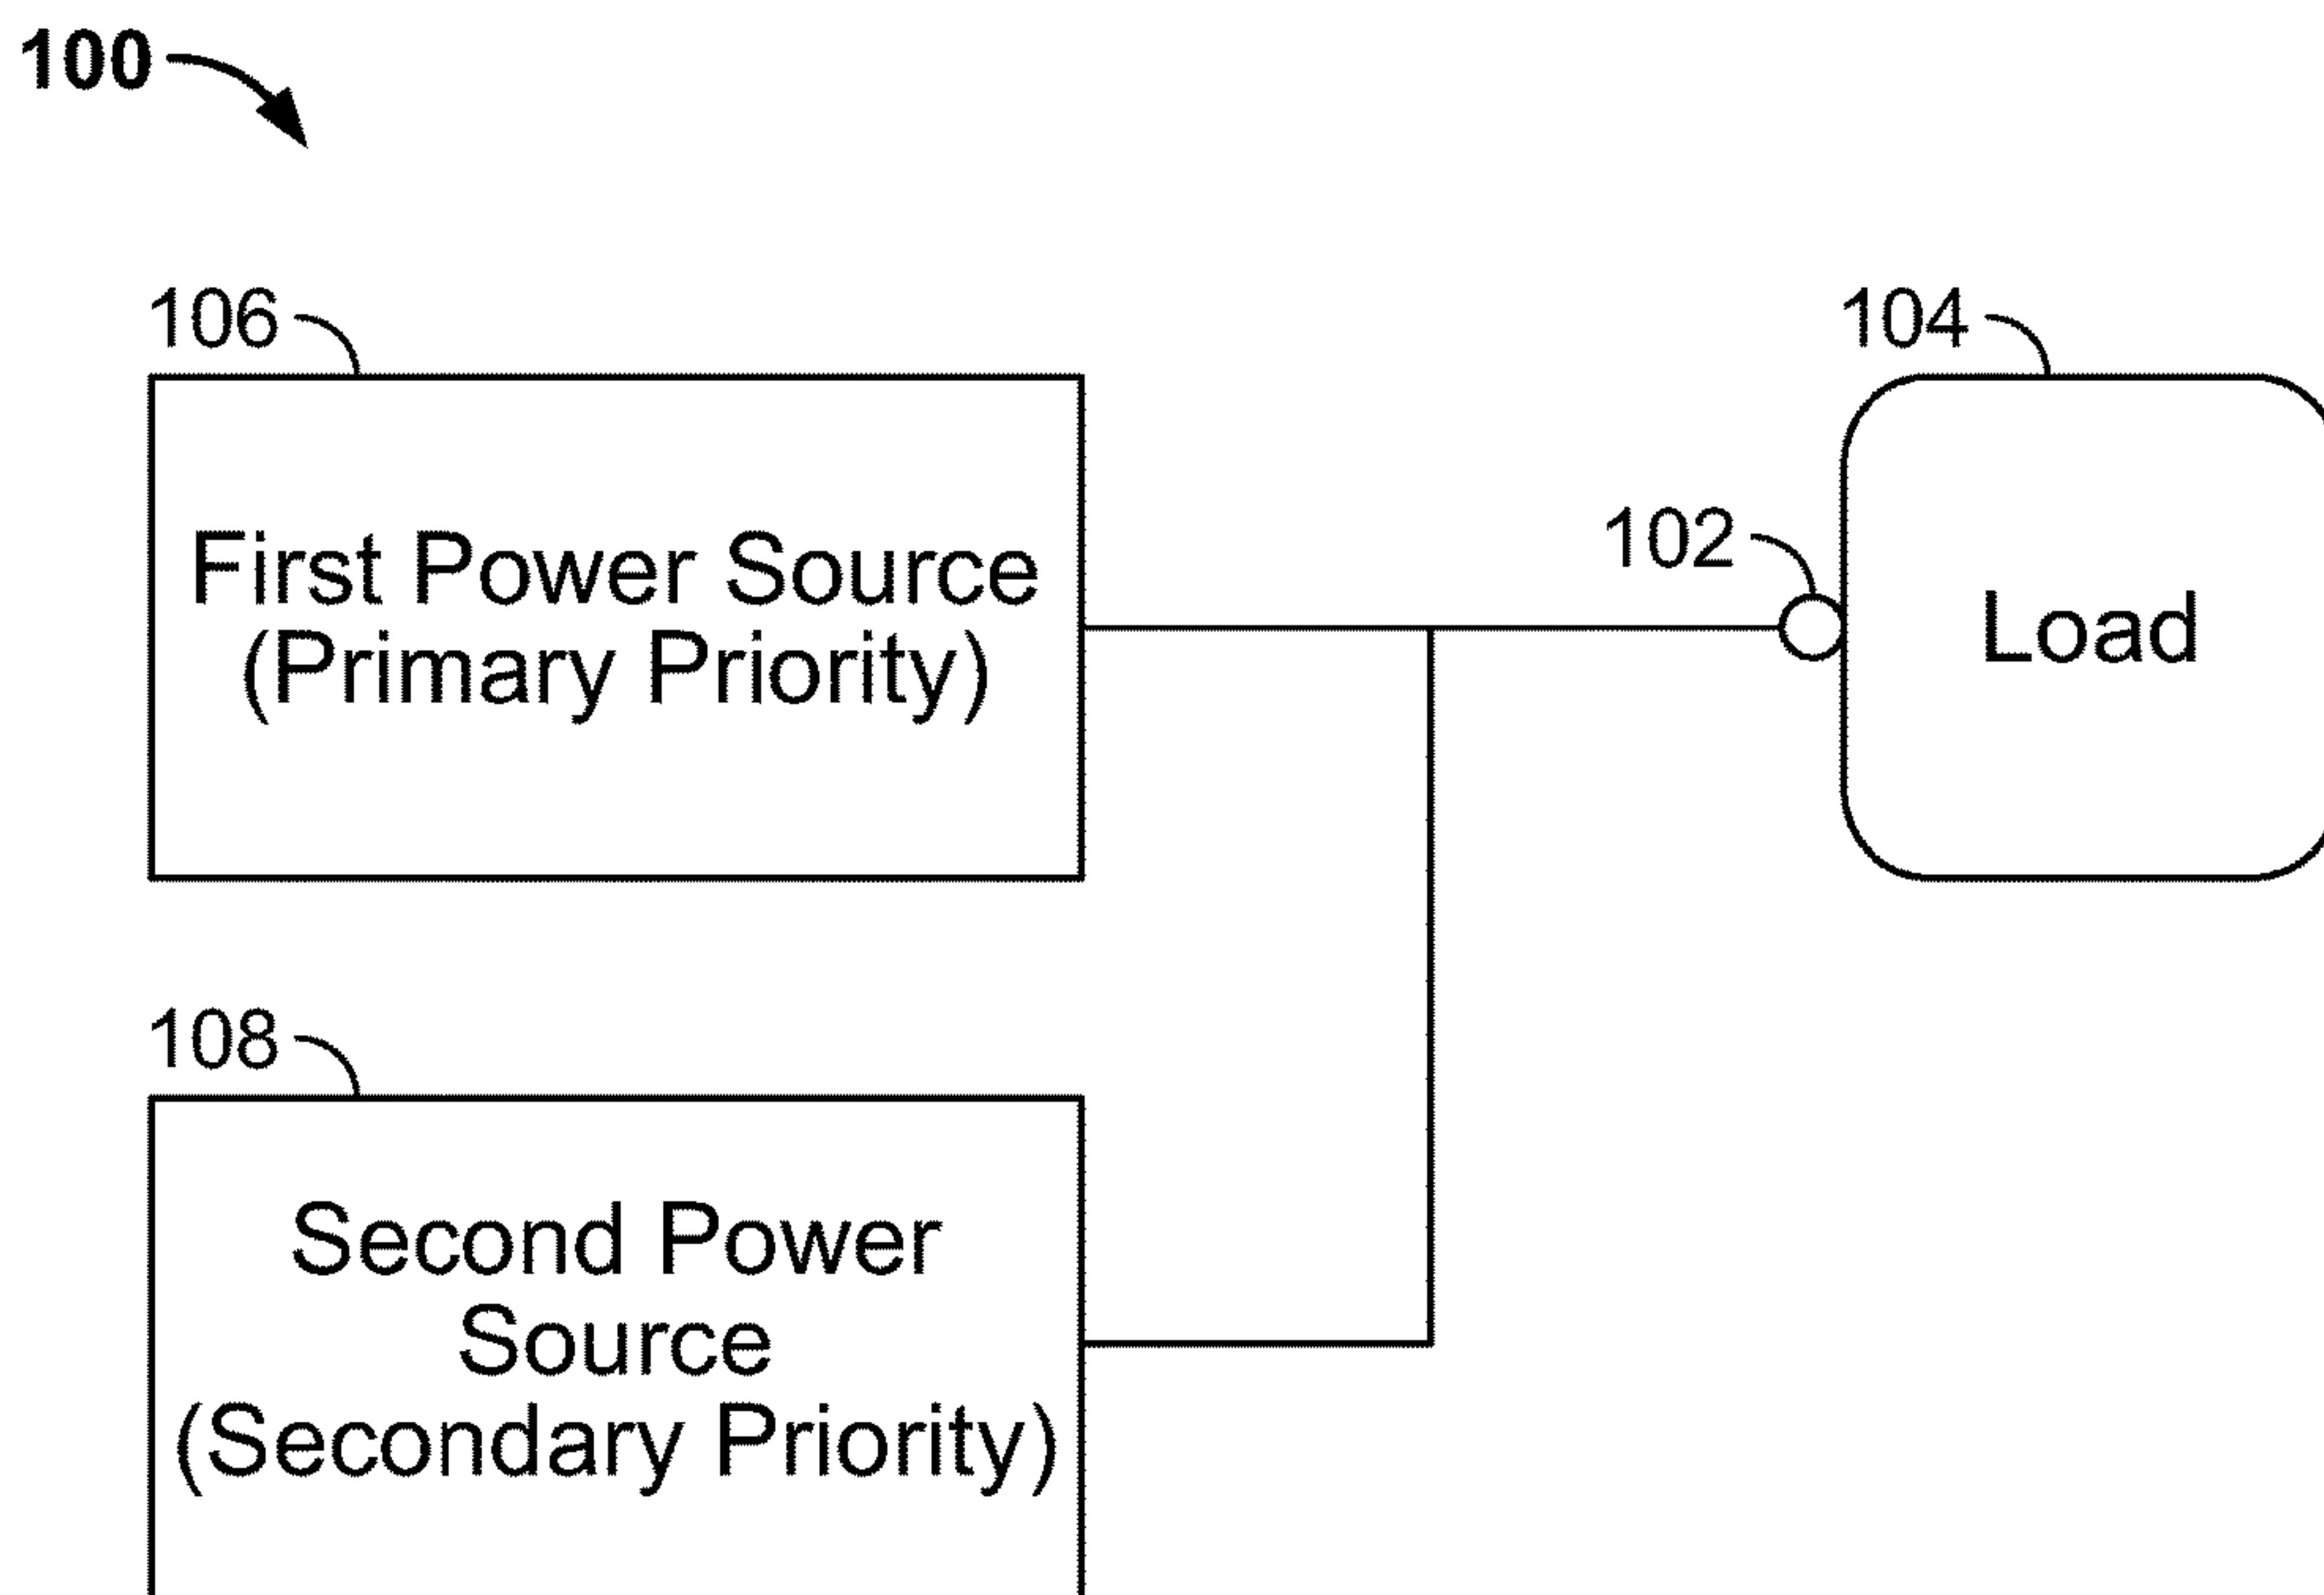 100
106
104
First Power Source
(Primary Priority)
102
Load
108
Second Power
Source
(Secondary Priority)